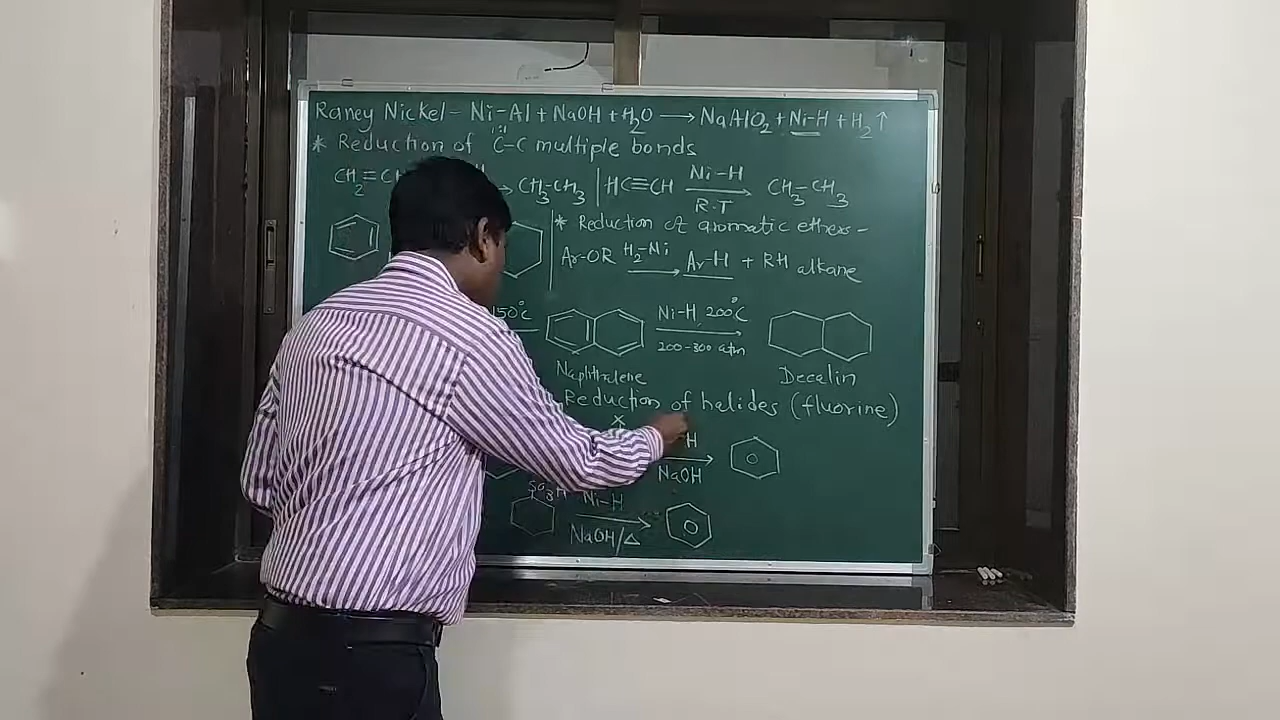 Raney Nickel - Ni-Al + NaOH + H₂O ⟶ NaAlO₂ + Ni-H + H₂↑
* Reduction of C-C multiple bonds
CH₂=C H → CH₃-CH₃ | HC≡CH Ni-H R.T → CH₃-CH₃
* Reduction of aromatic ethers -
Ar-OR H₂-Ni → Ar-H + RH alkane
150°C Ni-H 200°C
200-300 atm
Naphthalene Decalin
Reduction of halides (fluorine)
X H
NaOH
SO₃H Ni-H
NaOH/△